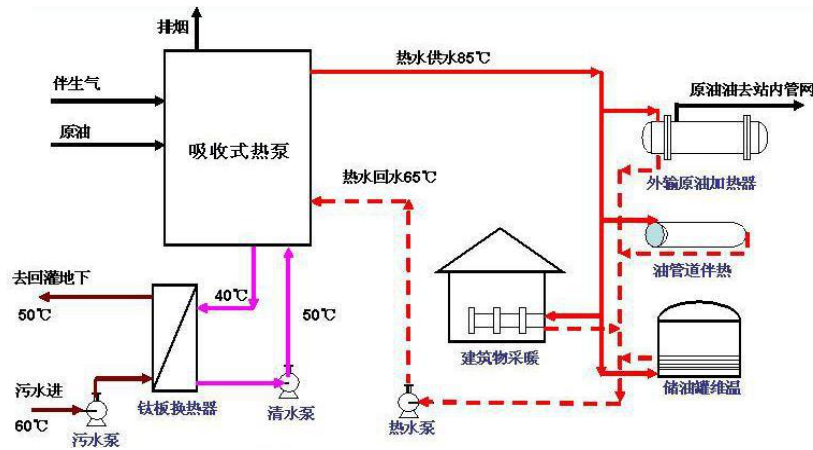 排烟
伴生气
原油
吸收式热泵
热水供水85℃
原油油去站内管网
外输原油加热器
热水回水65℃
油管道伴热
去回灌地下
50℃
40℃
50℃
建筑物采暖
储油罐维温
污水进
60℃
污水泵
钛板换热器
清水泵
热水泵